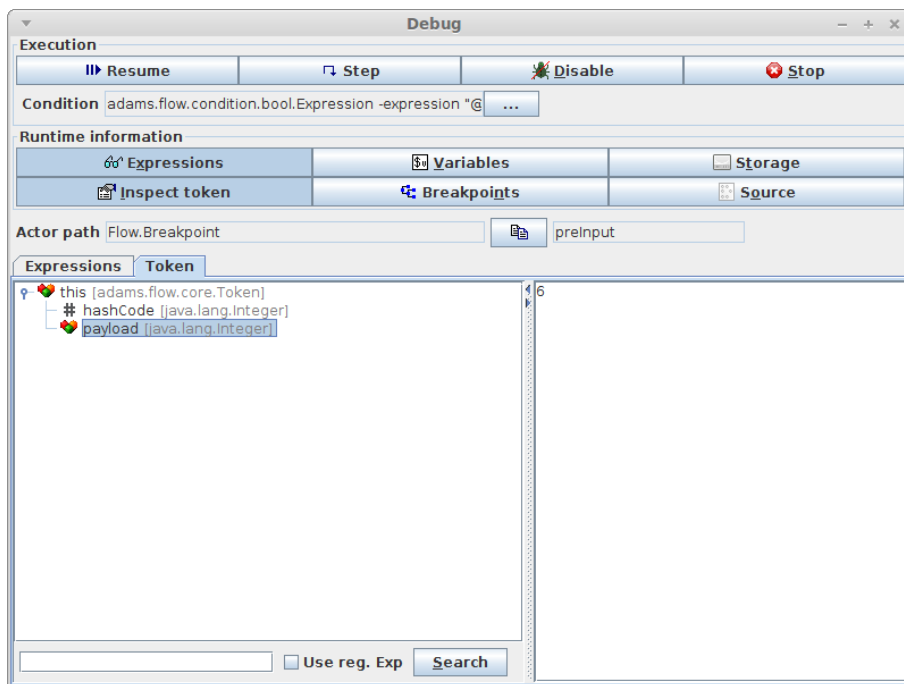 Debug
Execution
Resume Step Disable Stop
Condition adams.flow.condition.bool.Expression -expression "@ ...
Runtime information
Expressions Variables Storage
Inspect token Breakpoints Source
Actor path Flow.Breakpoint preInput
Expressions Token
this [adams.flow.core.Token]
# hashCode [java.lang.Integer]
payload [java.lang.Integer]
6
Use reg. Exp Search